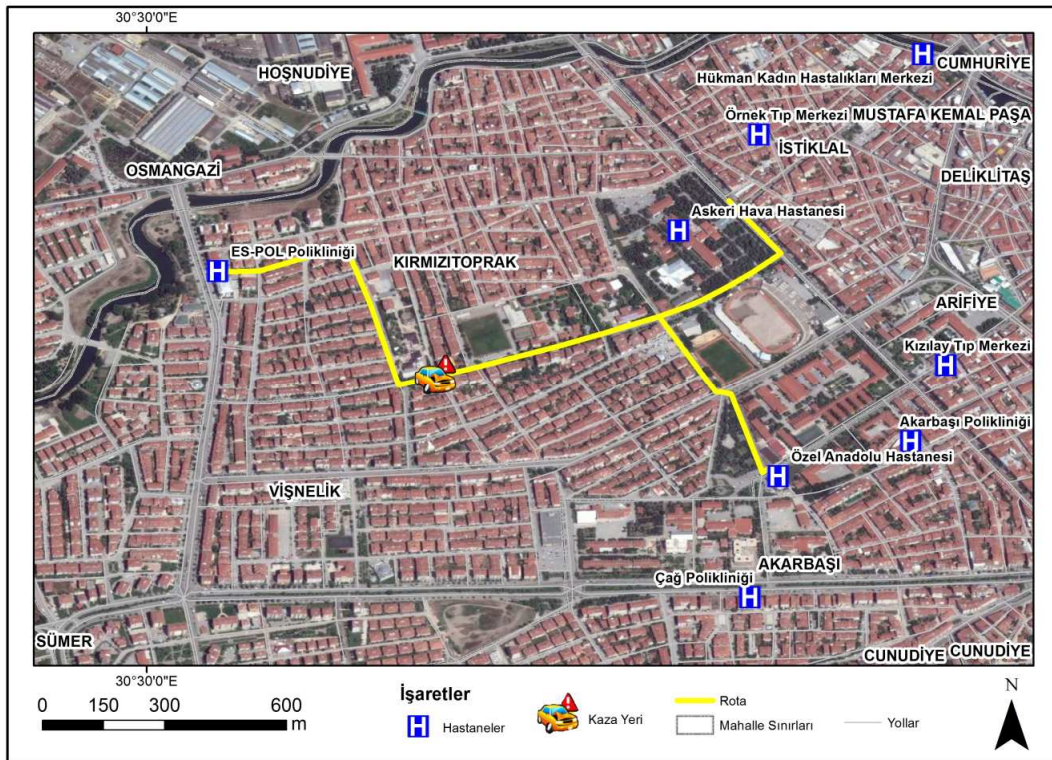 30°30'0"E
HOŞNUDİYE
CUMHURİYE
Hükman Kadın Hastalıkları Merkezi
Örnek Tıp Merkezi
MUSTAFA KEMAL PAŞA
İSTİKLAL
OSMANGAZİ
DELİKLİTAŞ
Askeri Hava Hastanesi
ES-POL Polikliniği
KIRMIZITOPRAK
ARİFİYE
Kızılay Tıp Merkezi
Akarbaşı Polikliniği
Özel Anadolu Hastanesi
VİŞNELİK
AKARBAŞI
Çağ Polikliniği
SÜMER
CUNUDİYE
CUNUDİYE
30°30'0"E
0 150 300 600
m
İşaretler
Hastaneler
Kaza Yeri
Rota
Mahalle Sınırları
Yollar
N